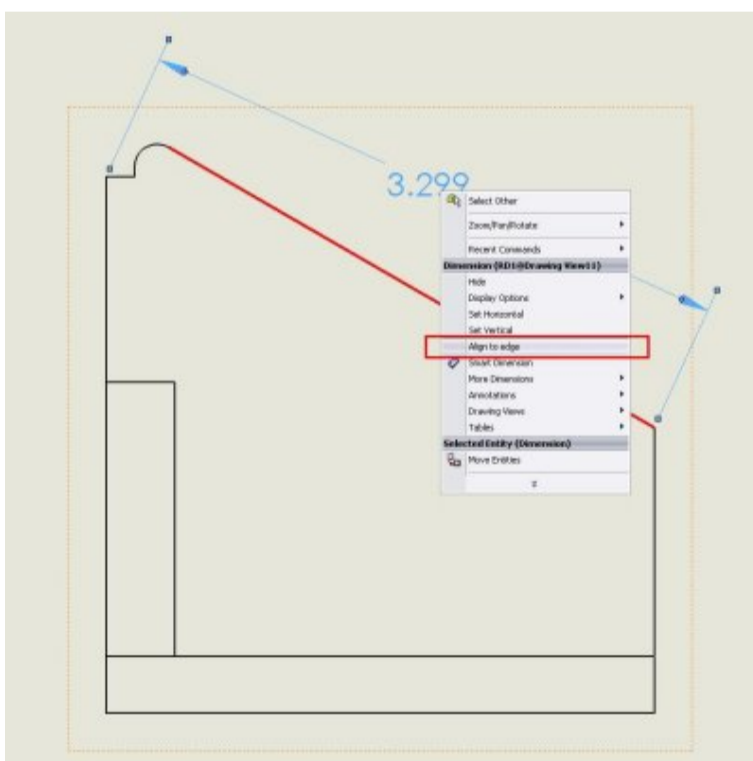 3.299
Select Other
Zoom/Pan/Rotate
Recent Commands
Dimension (RD1@Drawing View11)
Hide
Display Options
Set Horizontal
Set Vertical
Align to edge
Smart Dimension
More Dimensions
Annotations
Drawing Views
Tables
Selected Entity (Dimension)
Move Entities